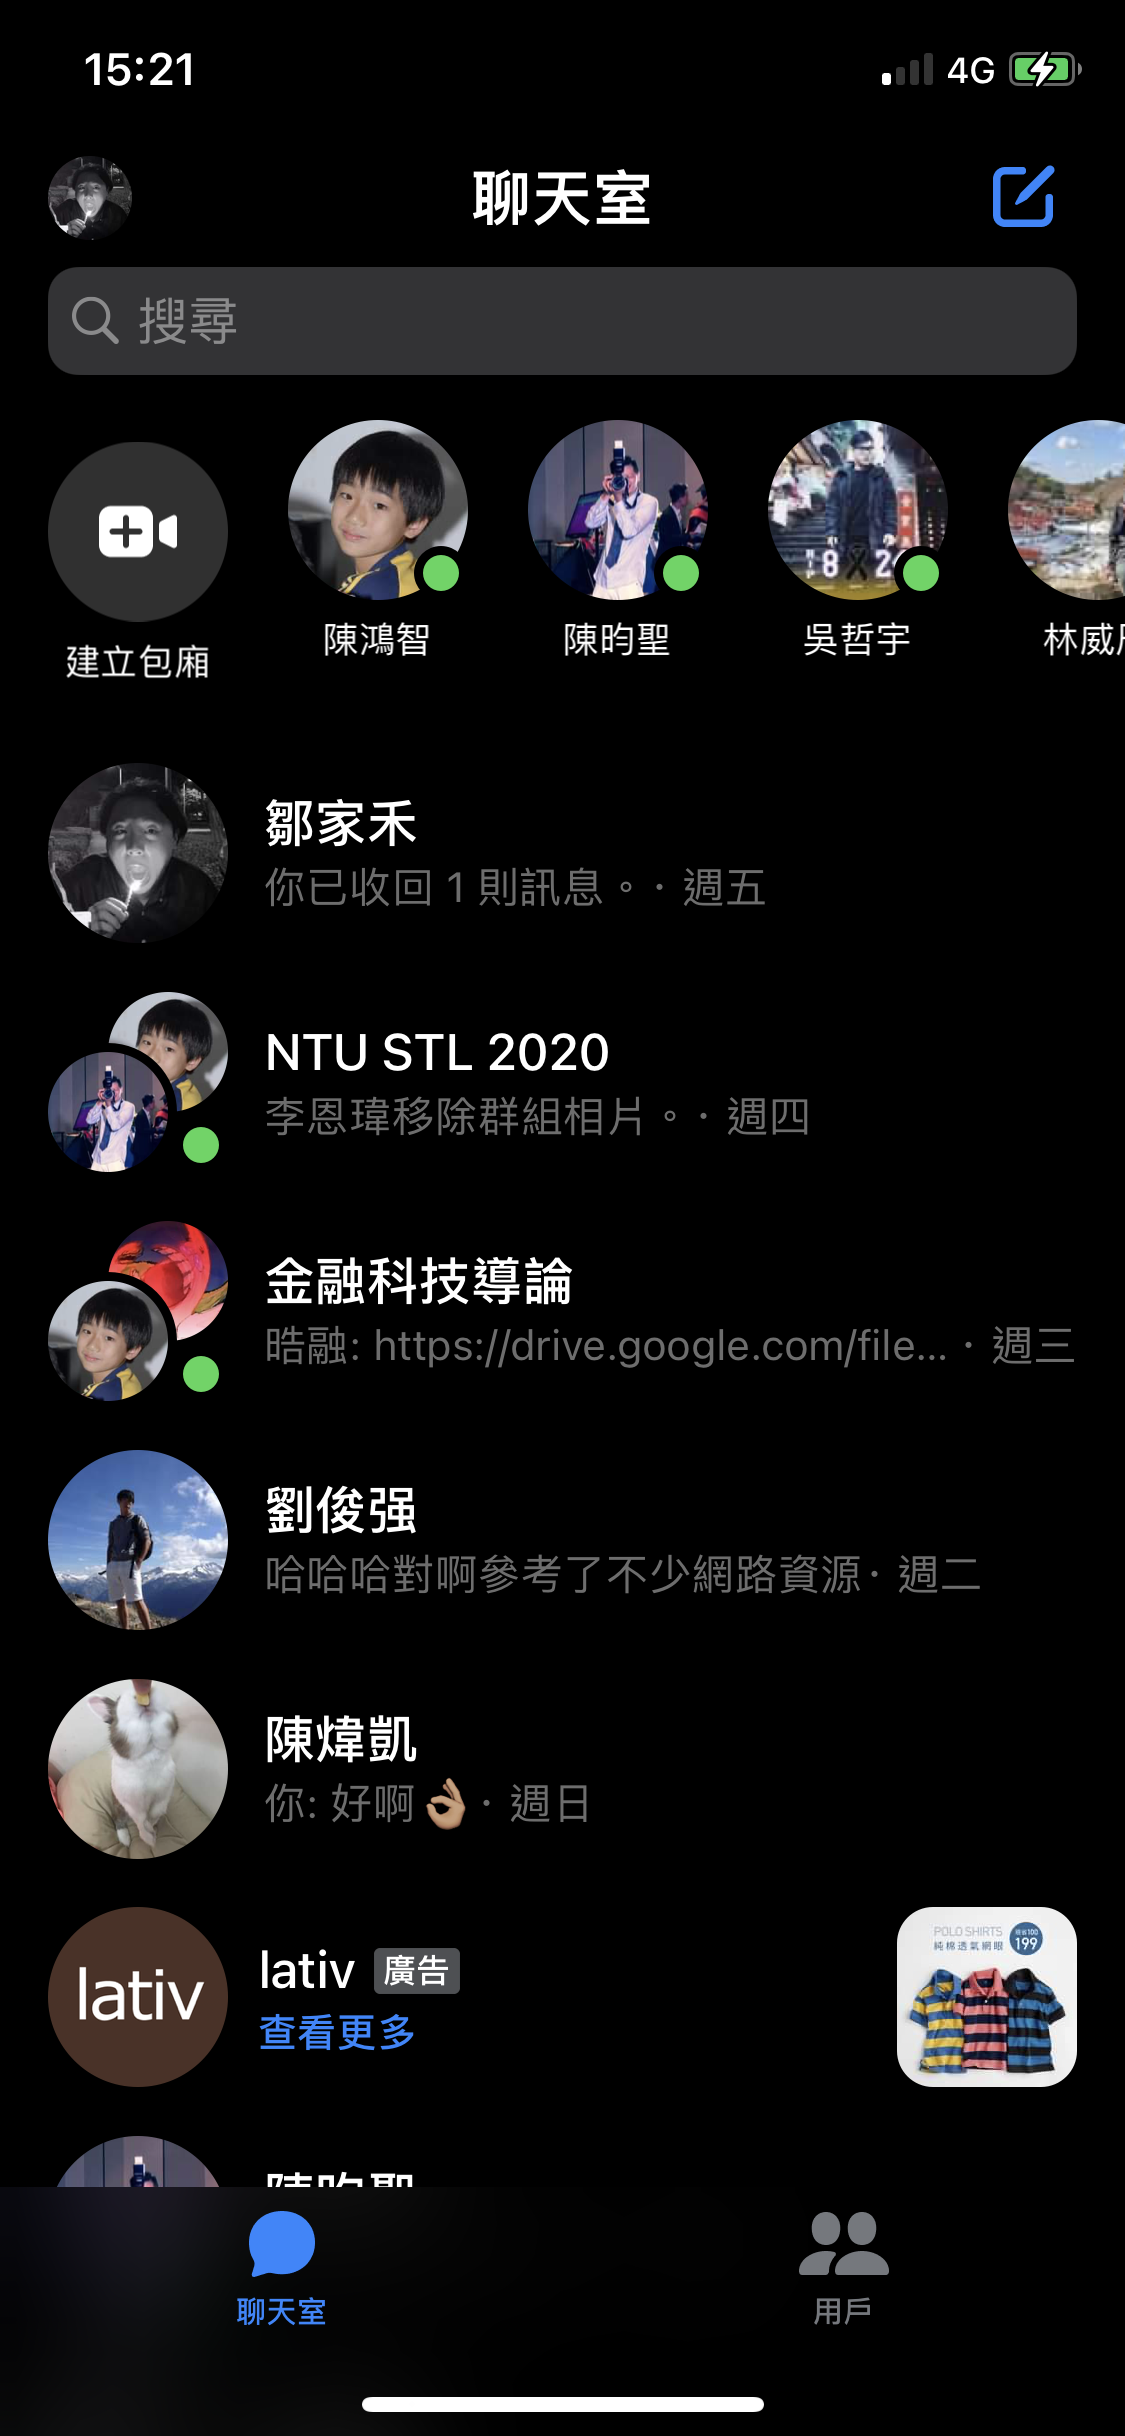 15:21
4G
聊天室
搜尋
建立包廂
陳鴻智
陳昀聖
吳哲宇
林威
鄒家禾
你已收回 1 則訊息。· 週五
NTU STL 2020
李恩瑋移除群組相片。· 週四
金融科技導論
晧融: https://drive.google.com/file... · 週三
劉俊强
哈哈哈對啊參考了不少網路資源· 週二
陳煒凱
你: 好啊👌🏼 · 週日
lativ
lativ 廣告
查看更多
POLO SHIRTS
純棉透氣網眼
199
陳昀聖
聊天室
用戶